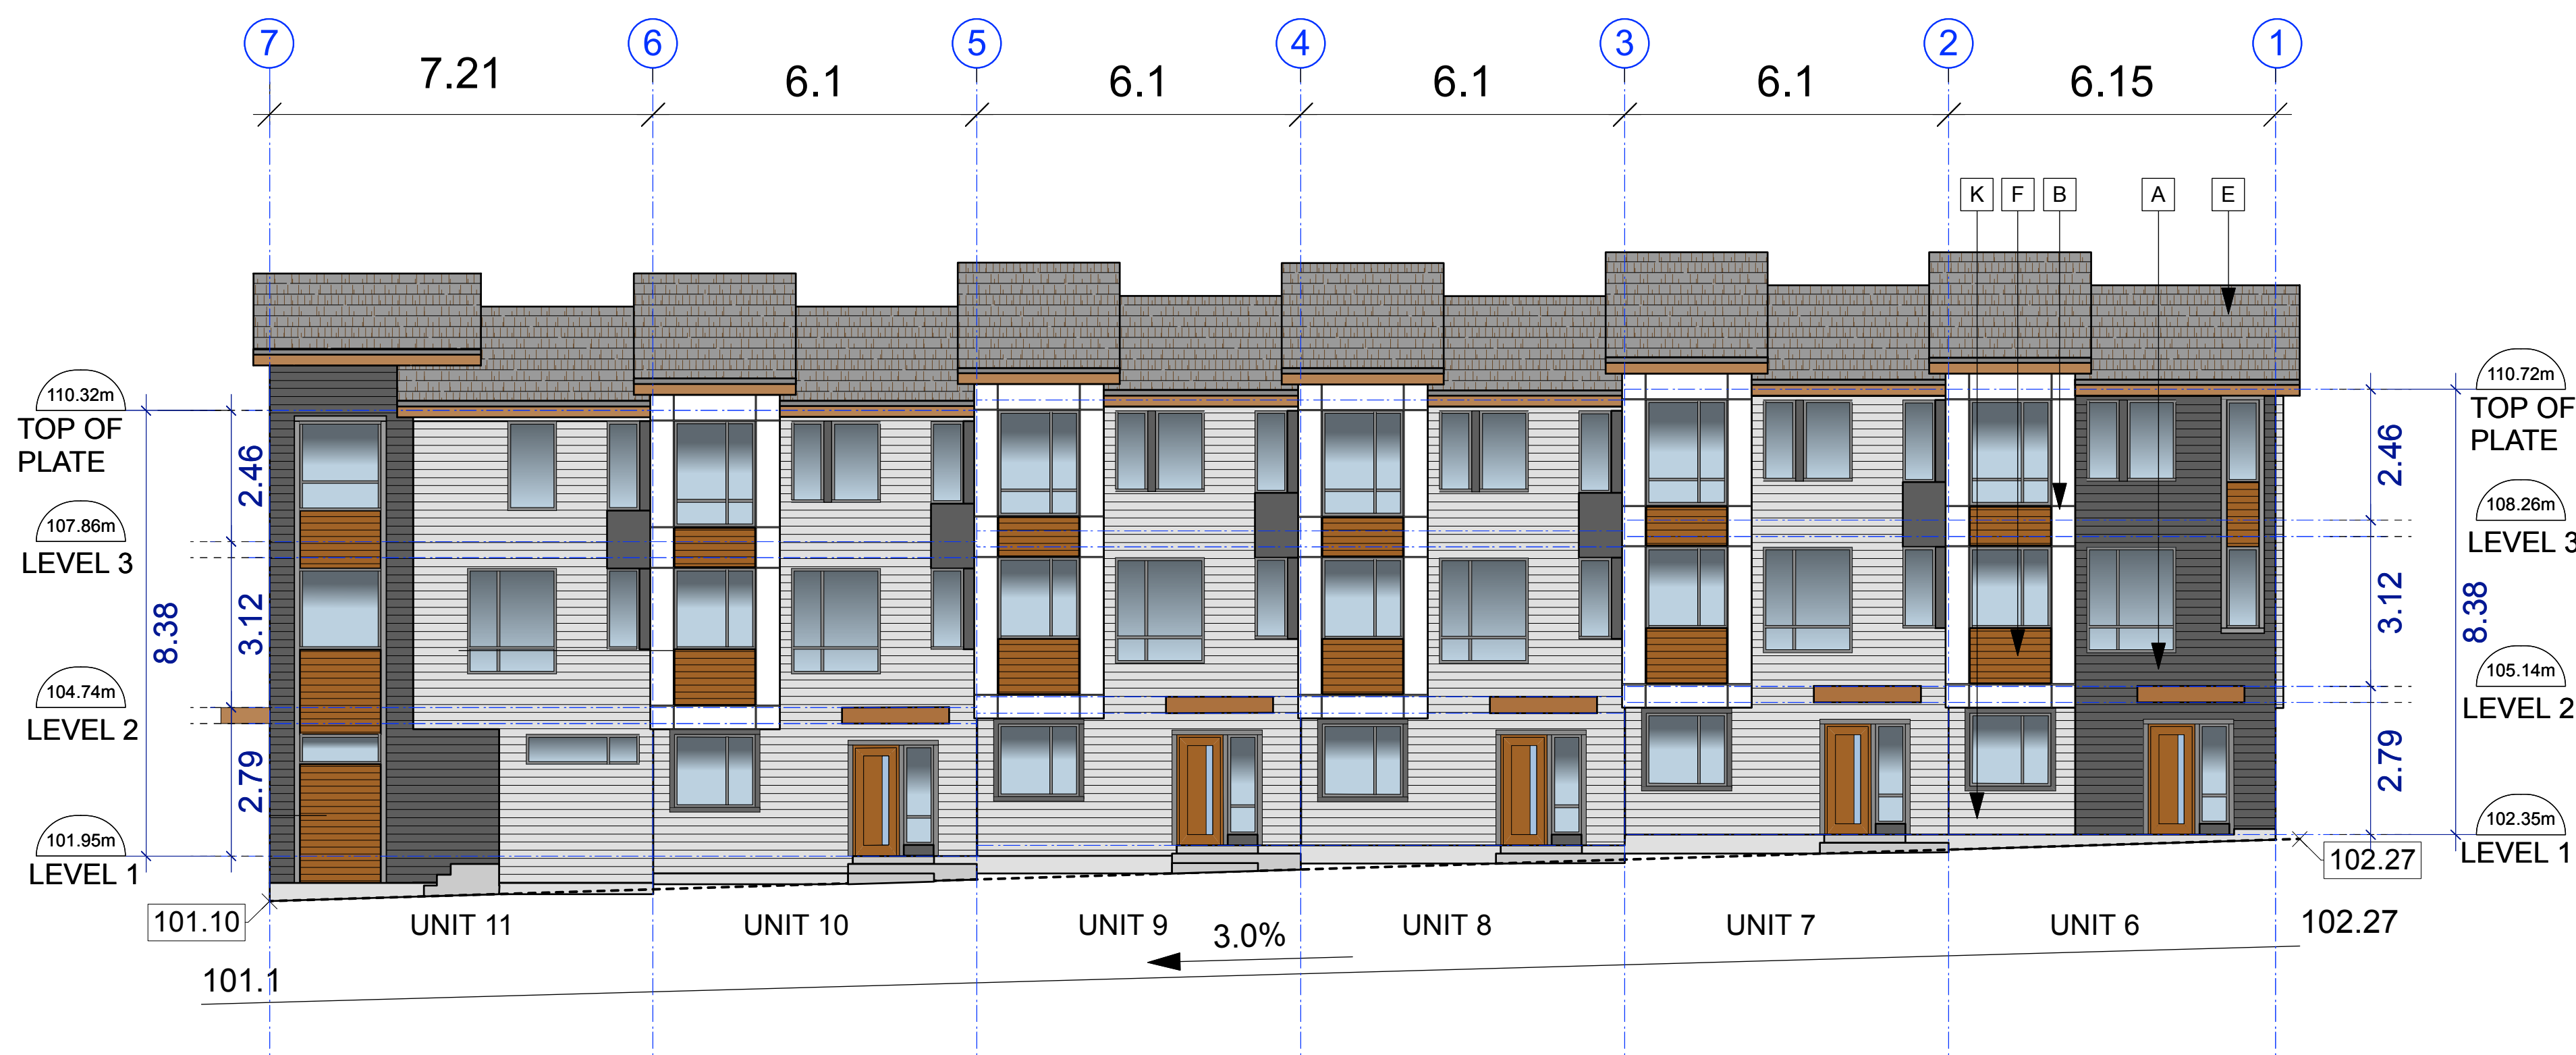 7 6 5 4 3 2 1
7.21 6.1 6.1 6.1 6.1 6.15
K F B A E
110.32m
TOP OF
PLATE
107.86m
LEVEL 3
104.74m
LEVEL 2
101.95m
LEVEL 1
8.38
2.46
3.12
2.79
110.72m
TOP OF
PLATE
108.26m
LEVEL 3
105.14m
LEVEL 2
102.35m
LEVEL 1
2.46
3.12
2.79
8.38
102.27
101.10
UNIT 11 UNIT 10 UNIT 9 UNIT 8 UNIT 7 UNIT 6
102.27
3.0%
101.1